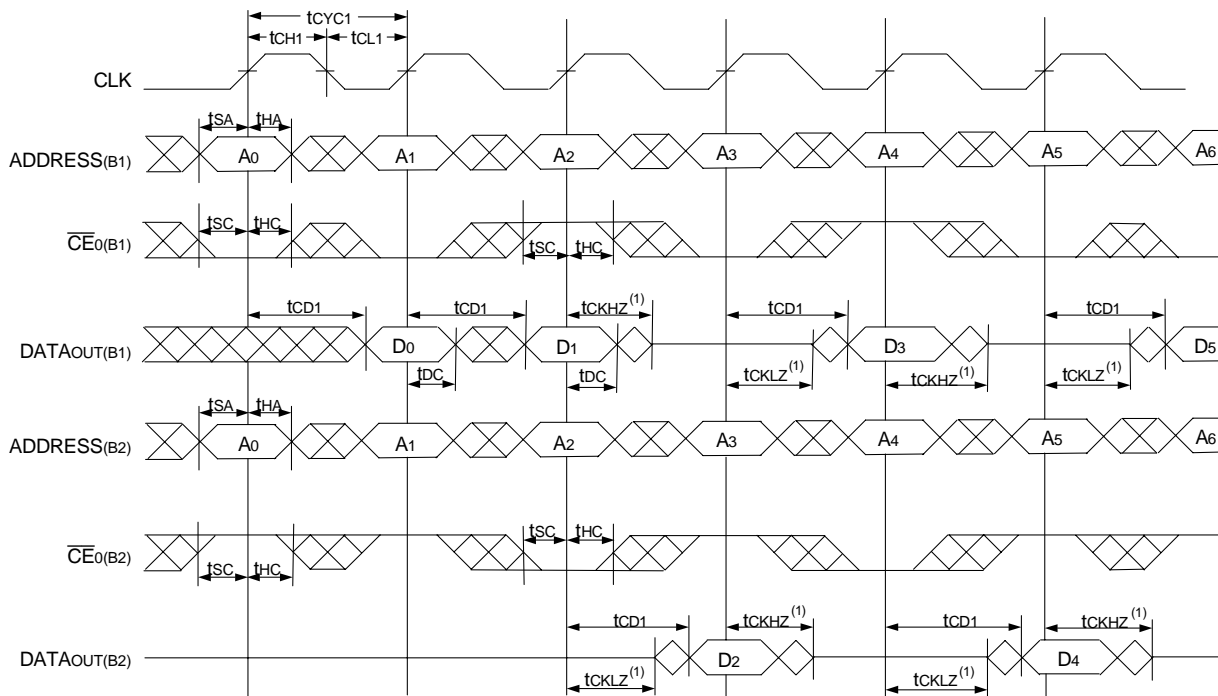 tCYC1
tCH1 tCL1
CLK
tSA tHA
ADDRESS(B1) A0 A1 A2 A3 A4 A5 A6
tSC tHC
CE0(B1)
tSC tHC
tCD1 tCD1 tCKHZ(1) tCD1 tCD1
DATAOUT(B1) D0 D1 D3 D5
tDC tDC tCKLZ(1) tCKHZ(1) tCKLZ(1)
tSA tHA
ADDRESS(B2) A0 A1 A2 A3 A4 A5 A6
tSC tHC
CE0(B2)
tSC tHC
tCD1 tCKHZ(1) tCD1 tCKHZ(1)
DATAOUT(B2) D2 D4
tCKLZ(1) tCKLZ(1)